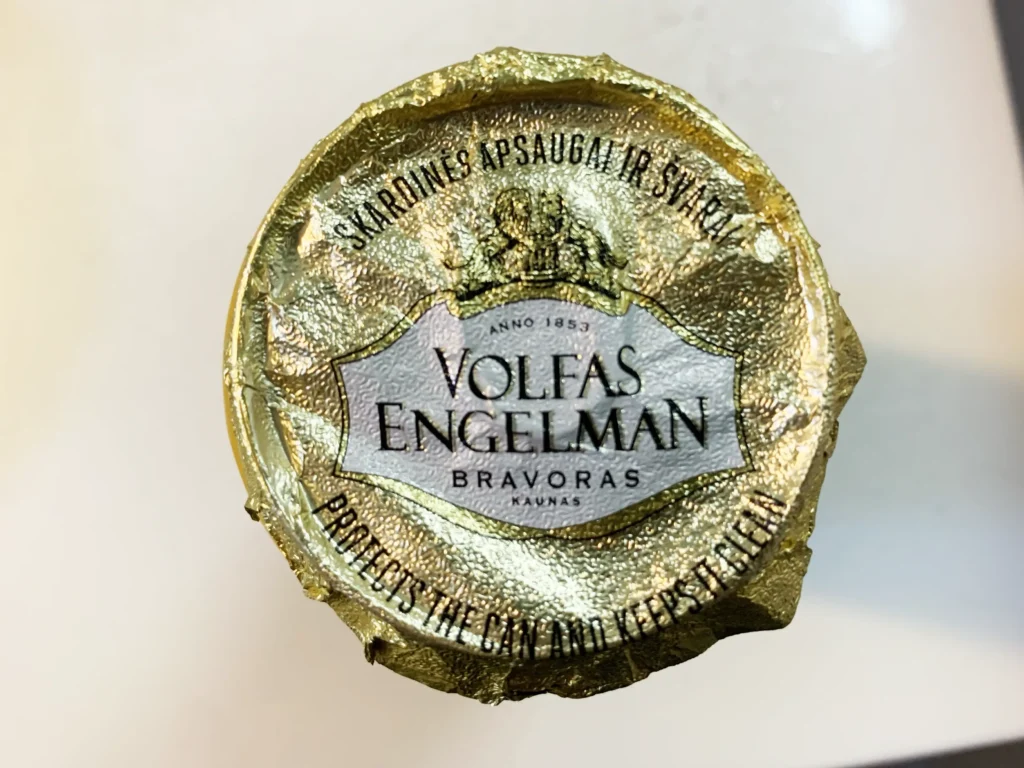 SKARDINĖS APSAUGAI IR ŠVARAI
ANNO 1853
VOLFAS
ENGELMAN
BRAVORAS
KAUNAS
PROTECTS THE CAN AND KEEPS IT CLEAN